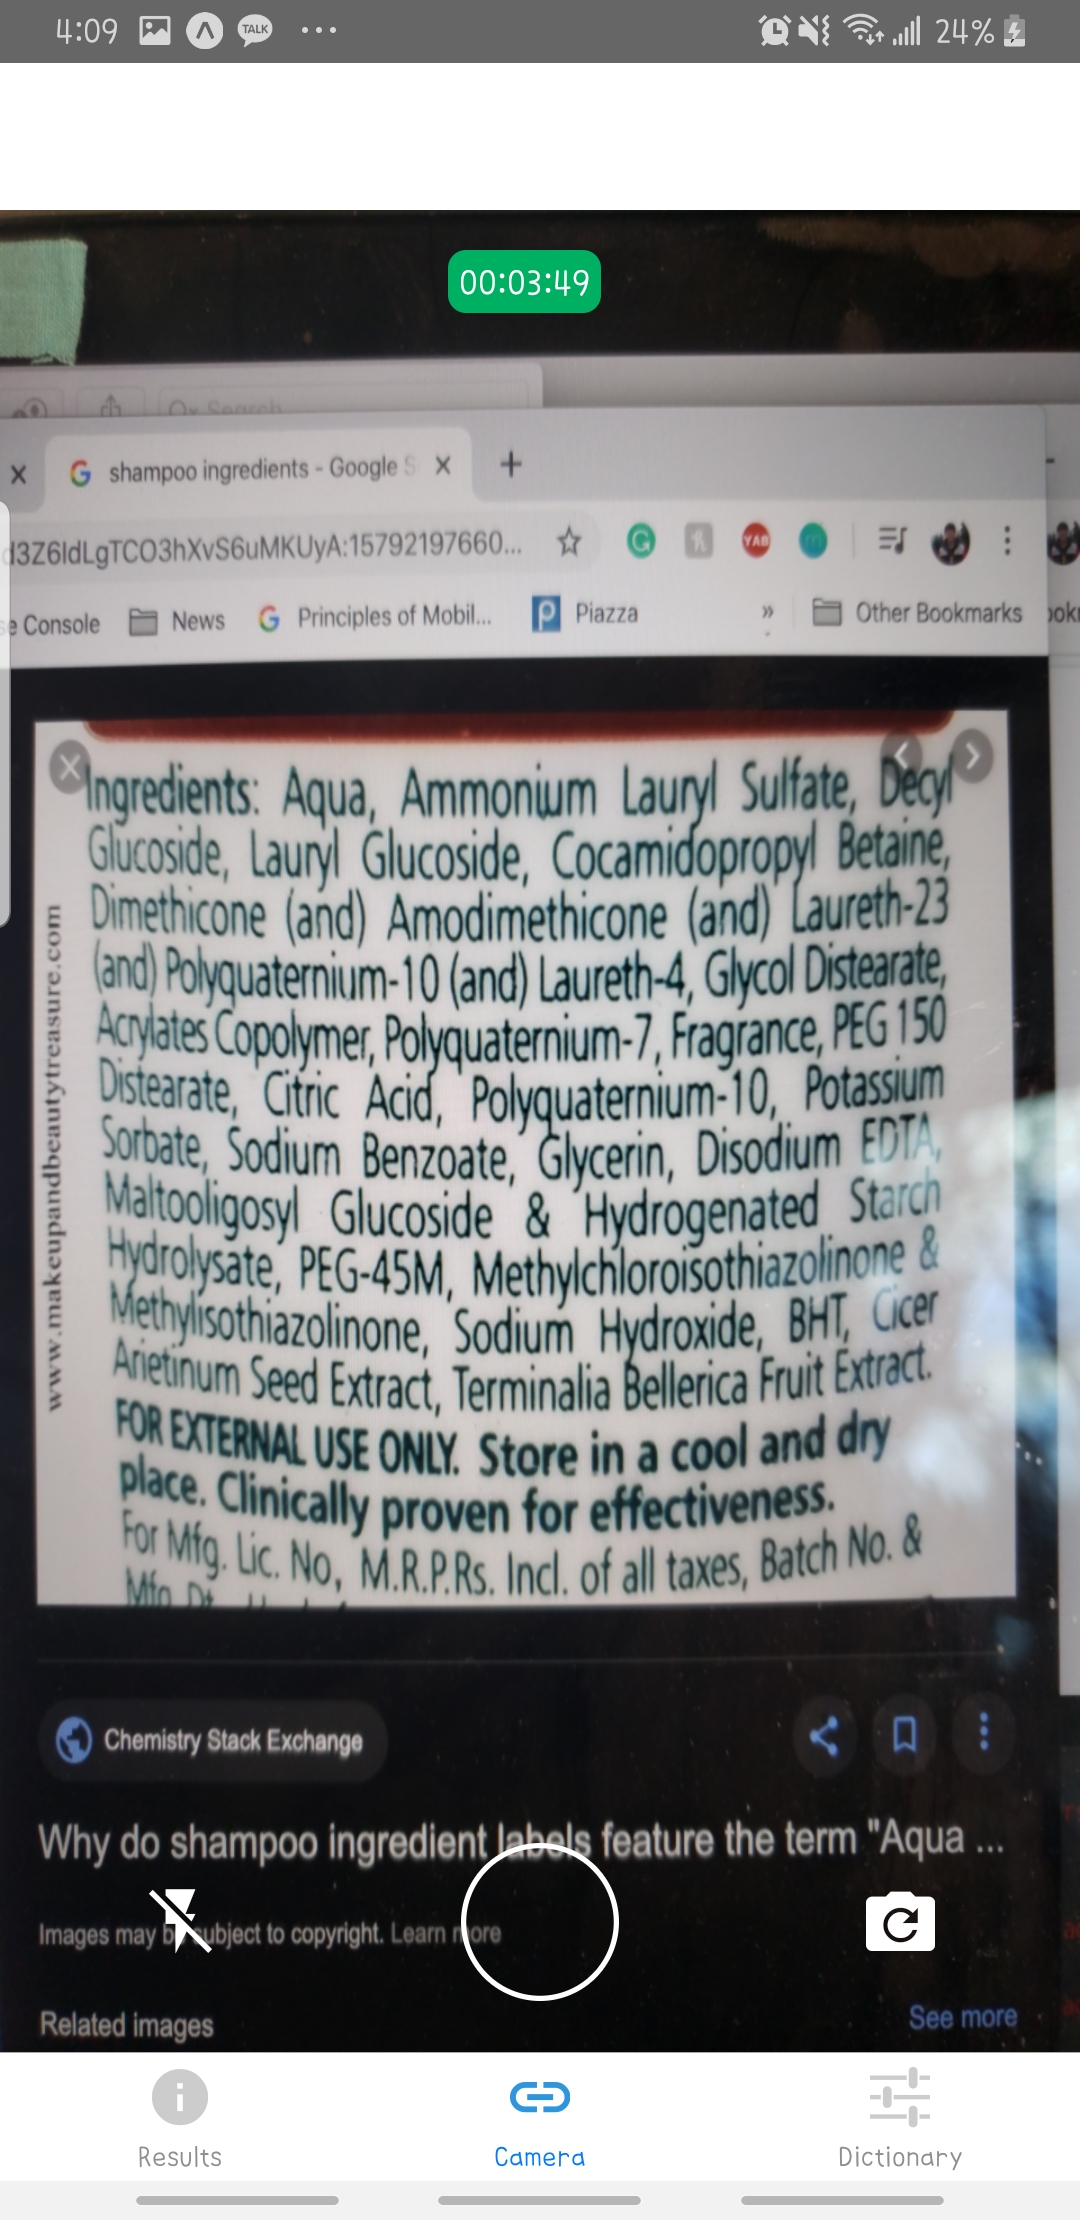 4:09 TALK 24%
00:03:49
Search
shampoo ingredients - Google S
d3Z6IdLgTCO3hXvS6uMKUyA:15792197660...
YAB
e Console News Principles of Mobil... Piazza » Other Bookmarks
Ingredients: Aqua, Ammonium Lauryl Sulfate, Decyl
Glucoside, Lauryl Glucoside, Cocamidopropyl Betaine,
Dimethicone (and) Amodimethicone (and) Laureth-23
(and) Polyquaternium-10 (and) Laureth-4, Glycol Distearate,
Acrylates Copolymer, Polyquaternium-7, Fragrance, PEG 150
Distearate, Citric Acid, Polyquaternium-10, Potassium
Sorbate, Sodium Benzoate, Glycerin, Disodium EDTA,
Maltooligosyl Glucoside & Hydrogenated Starch
Hydrolysate, PEG-45M, Methylchloroisothiazolinone &
Methylisothiazolinone, Sodium Hydroxide, BHT, Cicer
Arietinum Seed Extract, Terminalia Bellerica Fruit Extract.
FOR EXTERNAL USE ONLY. Store in a cool and dry
place. Clinically proven for effectiveness.
For Mfg. Lic. No, M.R.P.Rs. Incl. of all taxes, Batch No. &
Mfg Dt.
www.makeupandbeautytreasure.com
Chemistry Stack Exchange
Why do shampoo ingredient labels feature the term "Aqua ...
Images may be subject to copyright. Learn more
Related images See more
Results Camera Dictionary